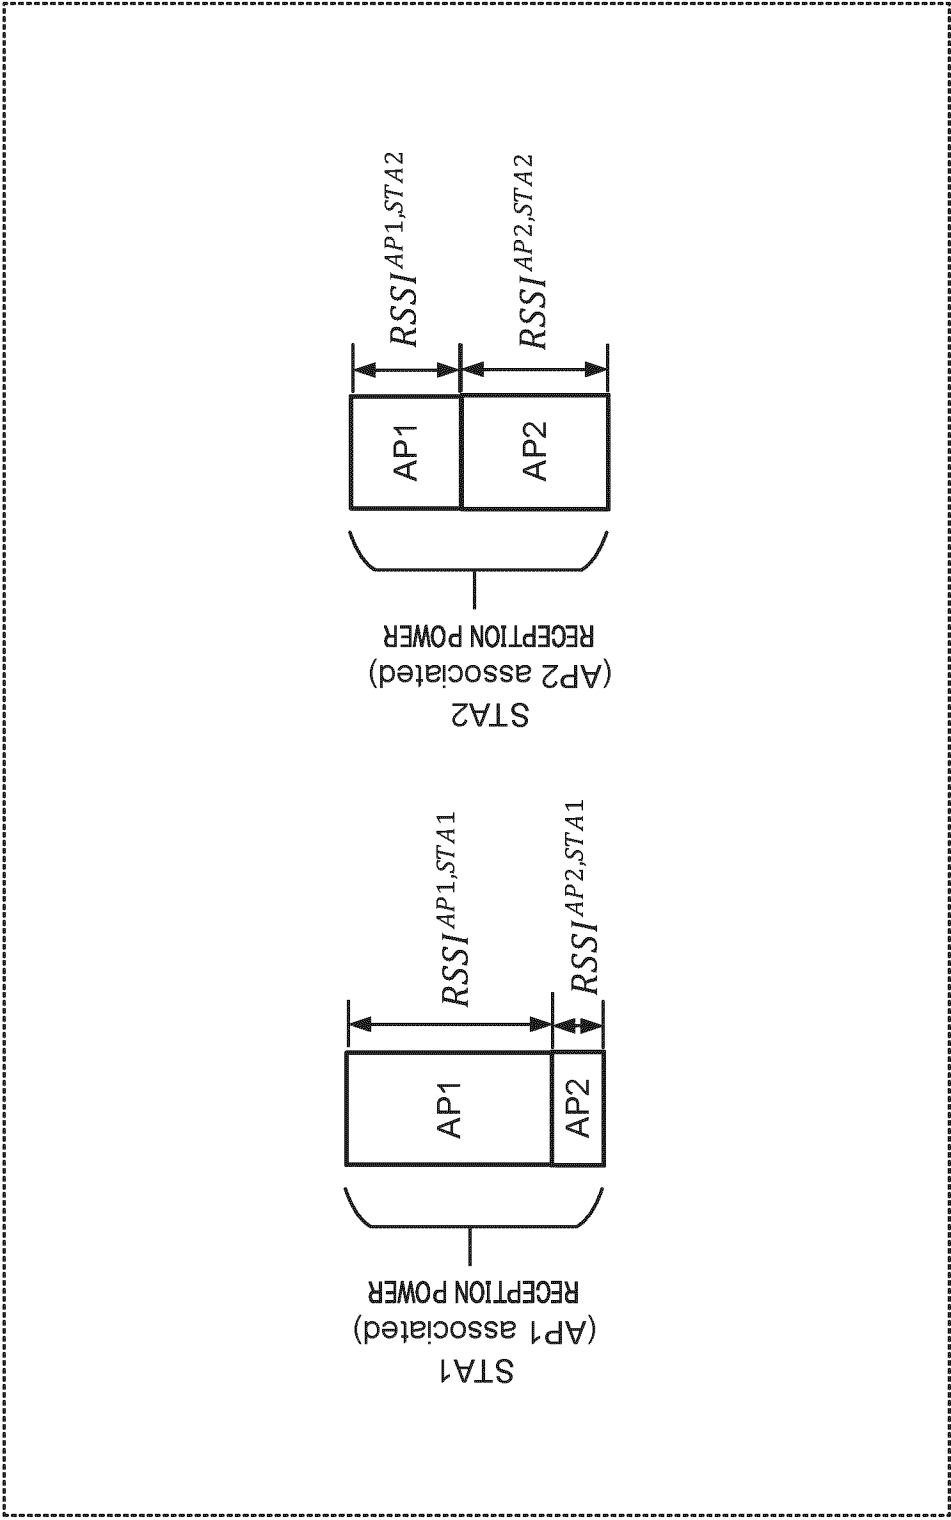 STA1
(AP1 associated)
RECEPTION POWER
AP1
AP2
RSSI^{AP1,STA1}
RSSI^{AP2,STA1}
STA2
(AP2 associated)
RECEPTION POWER
AP1
AP2
RSSI^{AP1,STA2}
RSSI^{AP2,STA2}